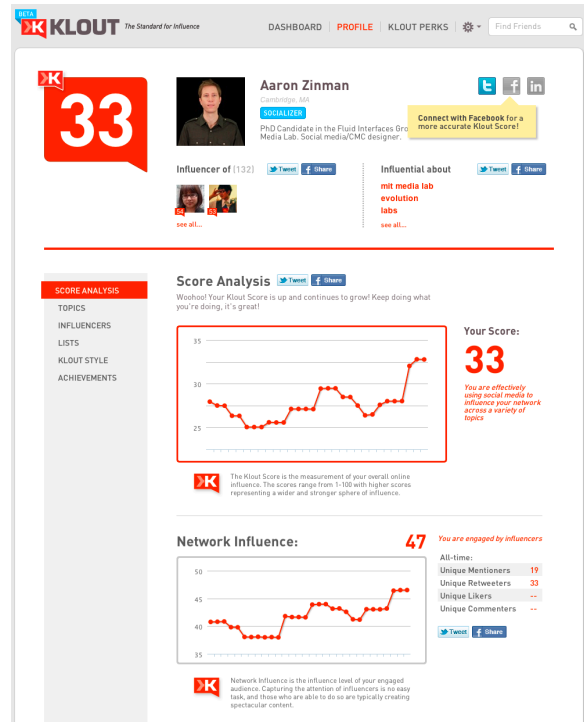 BETA
KLOUT The Standard for Influence
DASHBOARD PROFILE KLOUT PERKS Find Friends
33
Aaron Zinman
Cambridge, MA
SOCIALIZER
PhD Candidate in the Fluid Interfaces Gro
Media Lab. Social media/CMC designer.
Connect with Facebook for a
more accurate Klout Score!
Influencer of (132) Tweet Share
54
see all...
Influential about Tweet Share
mit media lab
evolution
labs
see all...
SCORE ANALYSIS
TOPICS
INFLUENCERS
LISTS
KLOUT STYLE
ACHIEVEMENTS
Score Analysis Tweet Share
Woohoo! Your Klout Score is up and continues to grow! Keep doing what
you're doing, it's great!
35
30
25
Your Score:
33
You are effectively
using social media to
influence your network
across a variety of
topics
The Klout Score is the measurement of your overall online
influence. The scores range from 1-100 with higher scores
representing a wider and stronger sphere of influence.
Network Influence: 47
You are engaged by influencers
50
45
40
35
All-time:
Unique Mentioners 19
Unique Retweeters 33
Unique Likers --
Unique Commenters --
Tweet Share
Network Influence is the influence level of your engaged
audience. Capturing the attention of influencers is no easy
task, and those who are able to do so are typically creating
spectacular content.